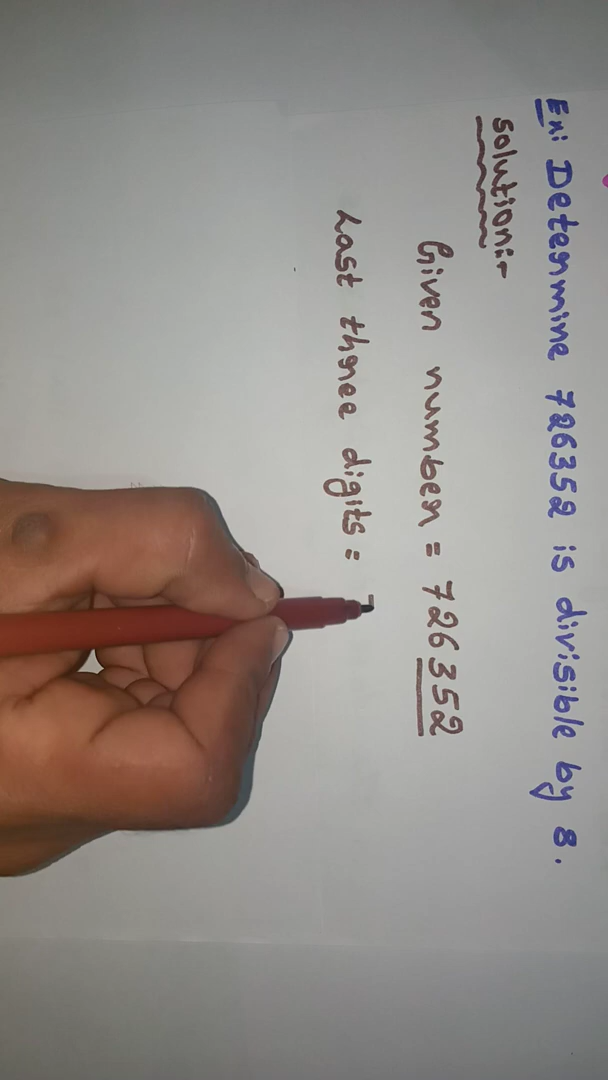 Ex: Determine 726352 is divisible by 8.
Solution:-
Given number = 726352
Last three digits =